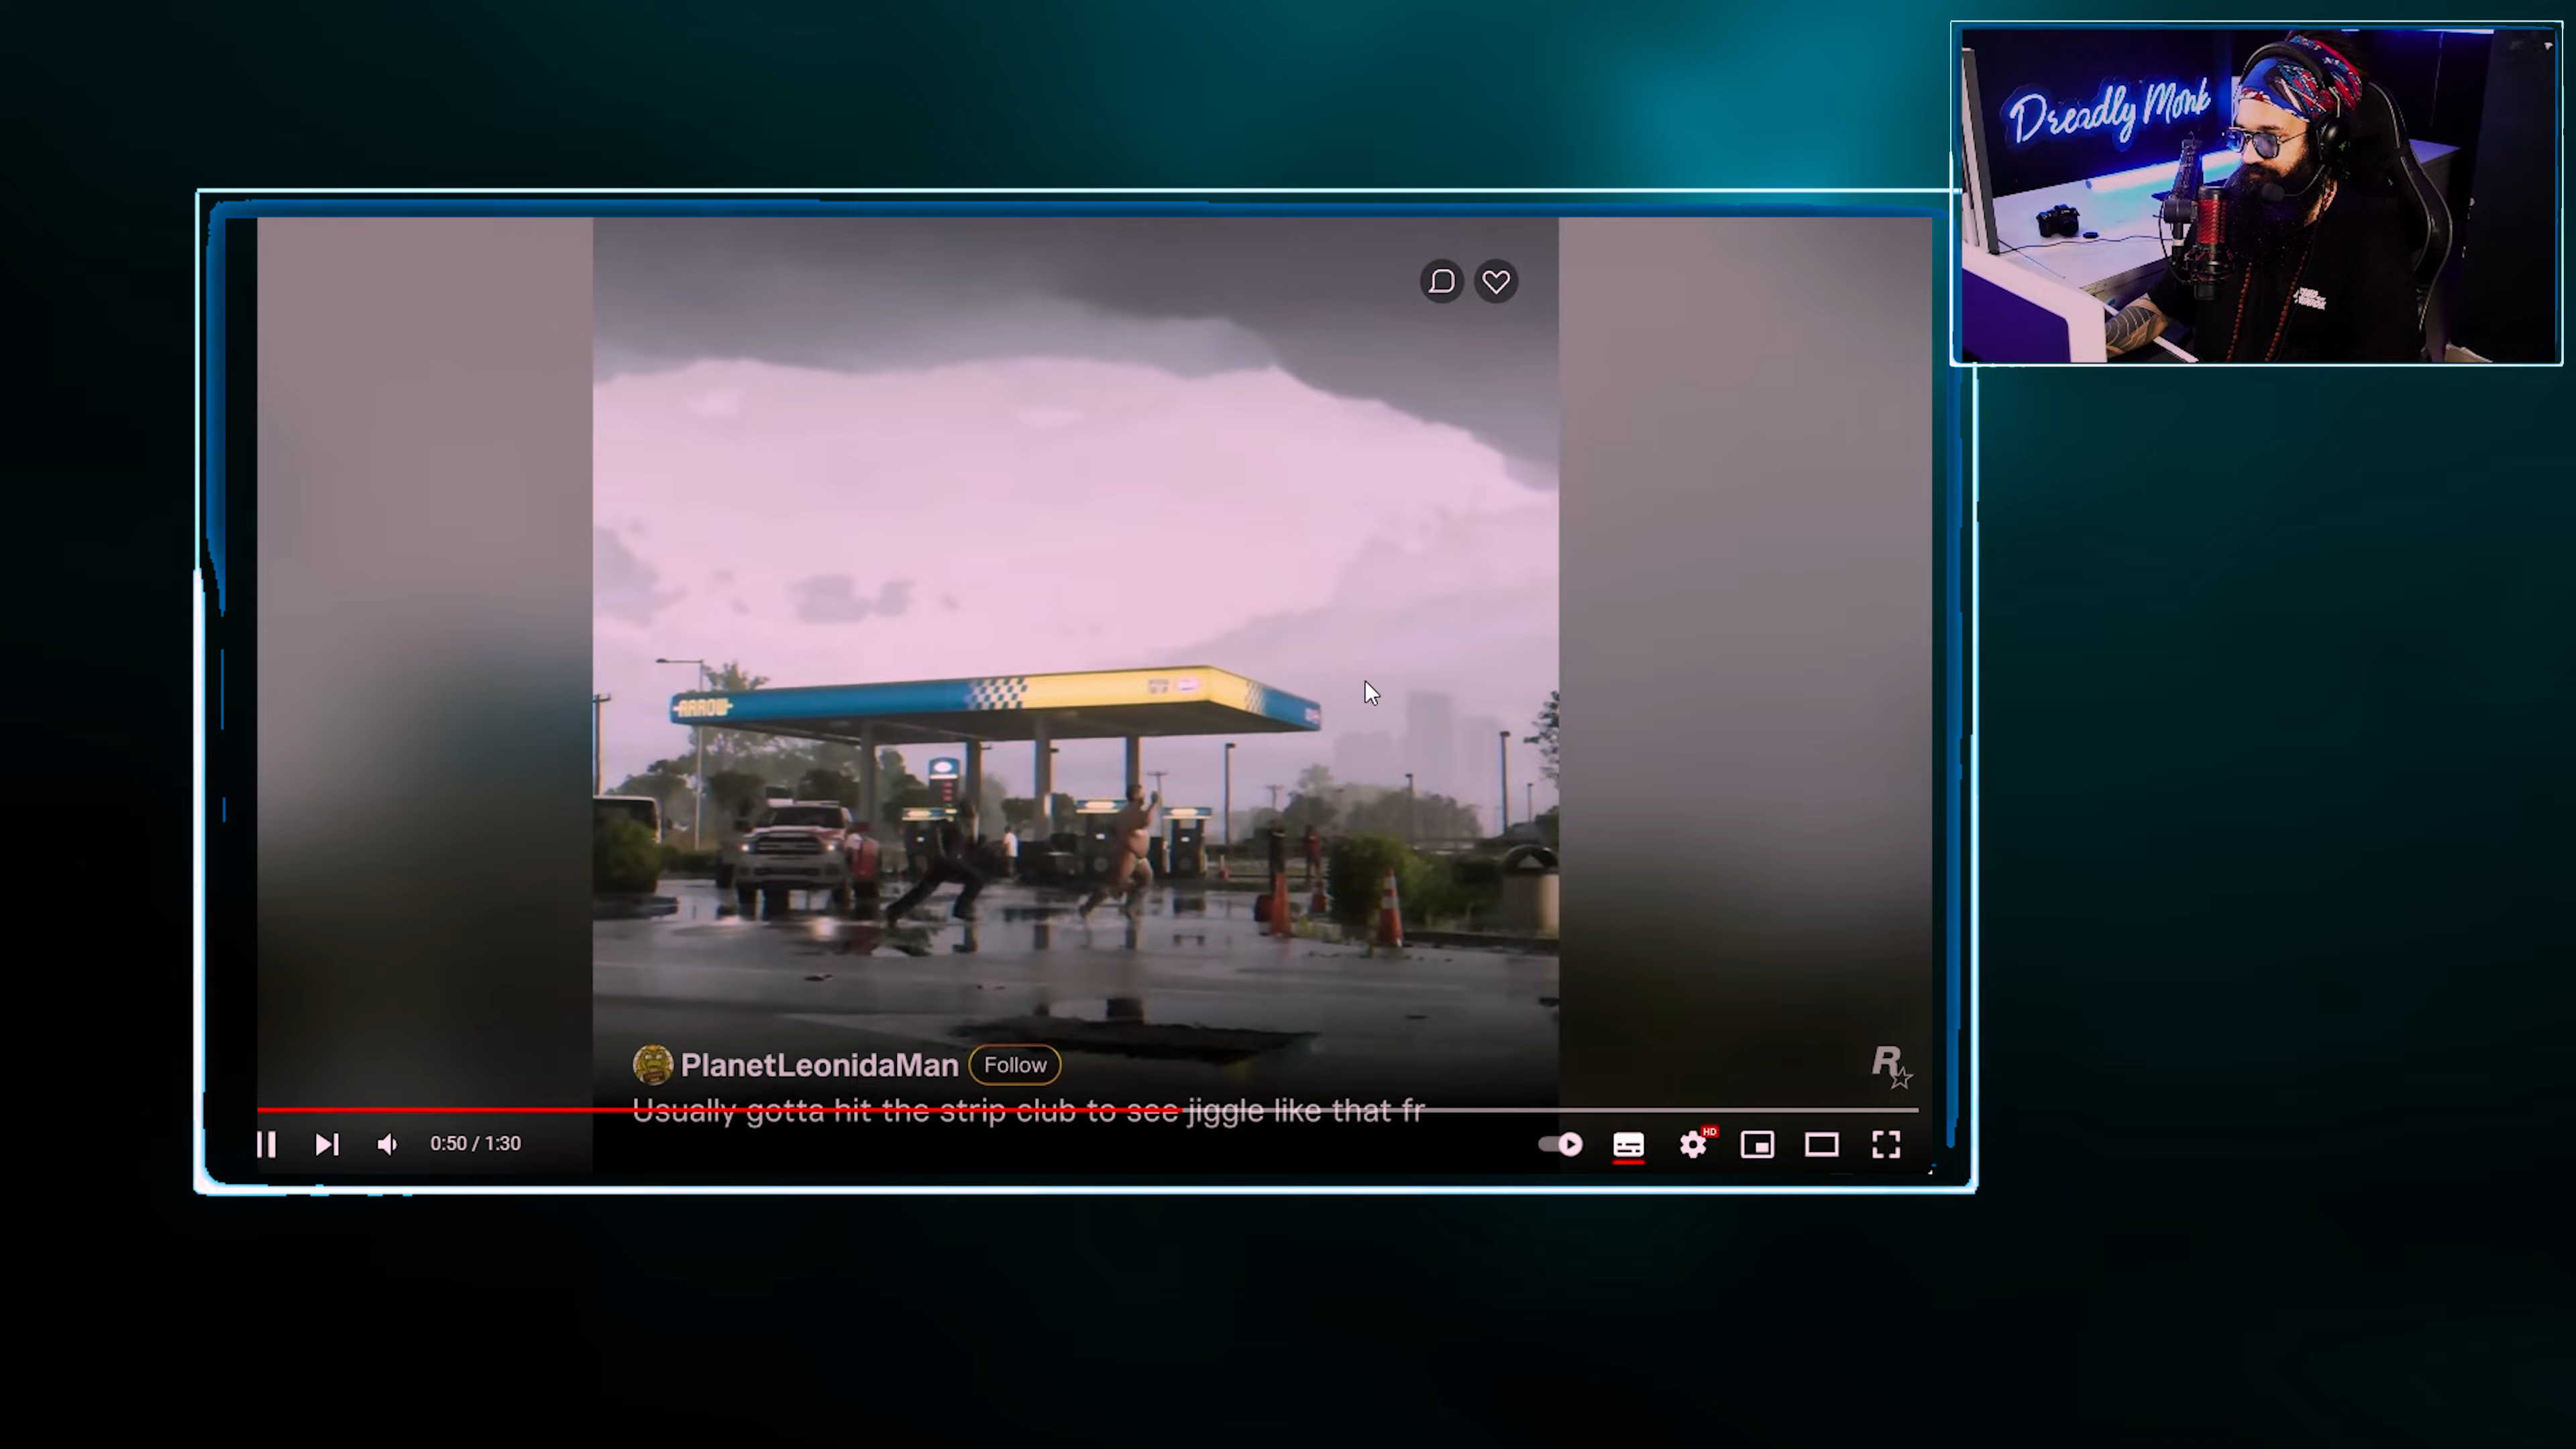 Dreadly Monk
ARROW
PlanetLeonidaMan Follow
R
Usually gotta hit the strip club to see jiggle like that fr
0:50 / 1:30
HD